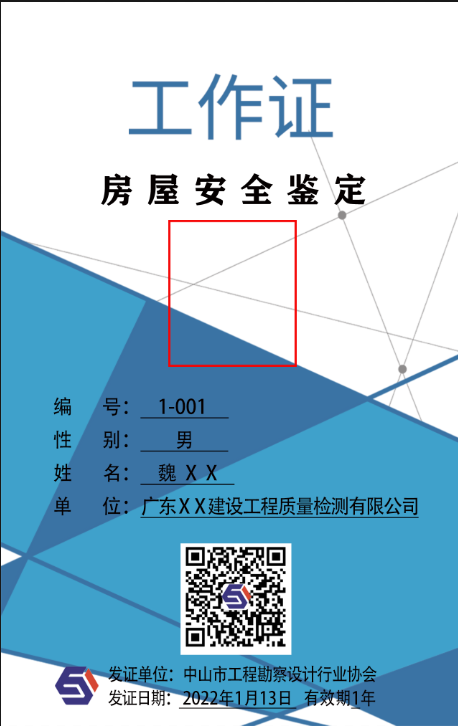 工作证
房屋安全鉴定
编 号：1-001
性 别：男
姓 名：魏 X X
单 位：广东X X建设工程质量检测有限公司
发证单位：中山市工程勘察设计行业协会
发证日期：2022年1月13日 有效期1年